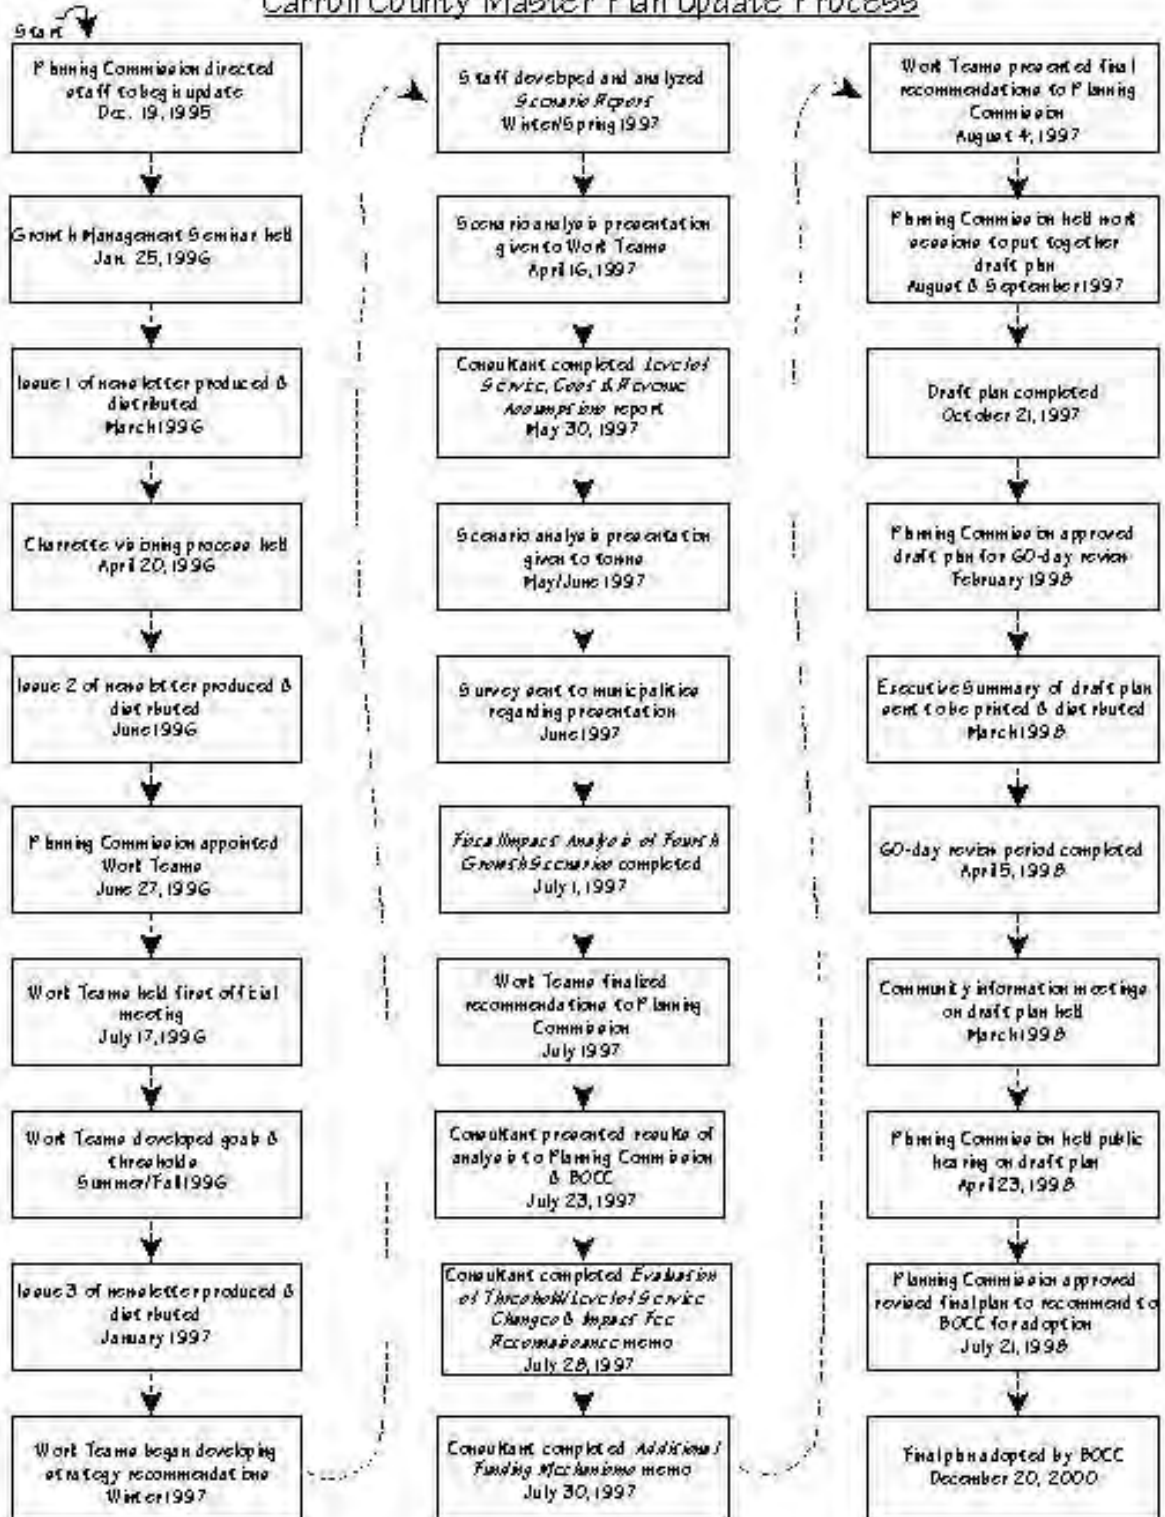 Carroll County Master Plan Update Process
Start
Planning Commission directed
staff to begin update
Dec. 19, 1995
Growth Management Seminar held
Jan. 25, 1996
Issue 1 of newsletter produced &
distributed
March 1996
Charrette visioning process held
April 20, 1996
Issue 2 of newsletter produced &
distributed
June 1996
Planning Commission appointed
Work Teams
June 27, 1996
Work Teams held first official
meeting
July 17, 1996
Work Teams developed goals &
thresholds
Summer/Fall 1996
Issue 3 of newsletter produced &
distributed
January 1997
Work Teams began developing
strategy recommendations
Winter 1997
Staff developed and analyzed
Scenario Report
Winter/Spring 1997
Scenario analysis presentation
given to Work Teams
April 16, 1997
Consultant completed Level of
Service, Cost & Revenue
Assumptions report
May 30, 1997
Scenario analysis presentation
given to towns
May/June 1997
Survey sent to municipalities
regarding presentation
June 1997
Fiscal Impact Analysis of Fourth
Growth Scenarios completed
July 1, 1997
Work Teams finalized
recommendations to Planning
Commission
July 1997
Consultant presented results of
analysis to Planning Commission
& BOCC
July 23, 1997
Consultant completed Evaluation
of Threshold/Level of Service
Changes & Impact Fee
memo
July 28, 1997
Consultant completed Additional
Funding Mechanisms memo
July 30, 1997
Work Teams presented final
recommendations to Planning
Commission
August 4, 1997
Planning Commission held work
sessions to put together
draft plan
August & September 1997
Draft plan completed
October 21, 1997
Planning Commission approved
draft plan for 60-day review
February 1998
Executive Summary of draft plan
sent to be printed & distributed
March 1998
60-day review period completed
April 5, 1998
Community information meetings
on draft plan held
March 1998
Planning Commission held public
hearing on draft plan
April 23, 1998
Planning Commission approved
revised final plan to recommend to
BOCC for adoption
July 21, 1998
Final plan adopted by BOCC
December 20, 2000